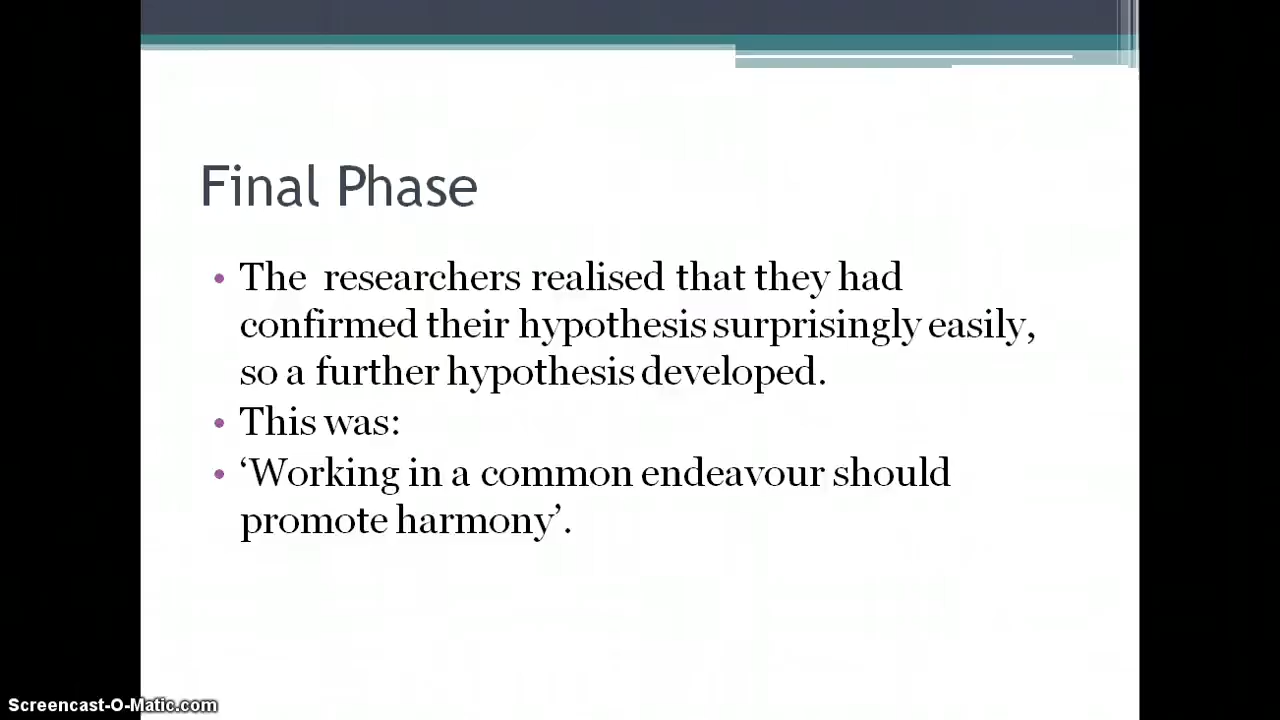 Final Phase
• The  researchers realised that they had
confirmed their hypothesis surprisingly easily,
so a further hypothesis developed.
• This was:
• ‘Working in a common endeavour should
promote harmony’.
Screencast-O-Matic.com